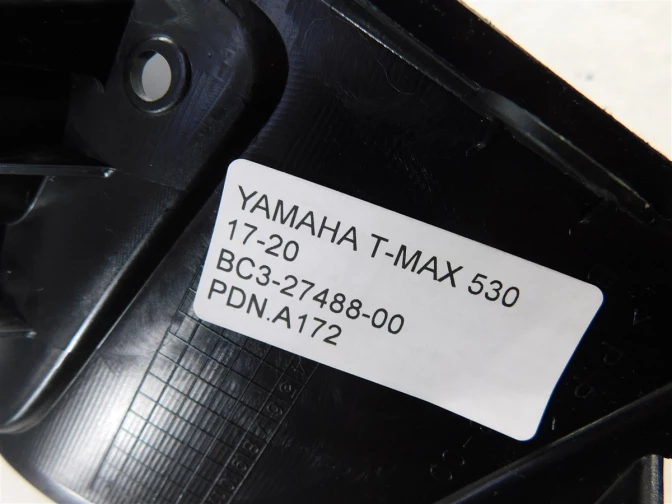 YAMAHA T-MAX 530
17-20
BC3-27488-00
PDN.A172